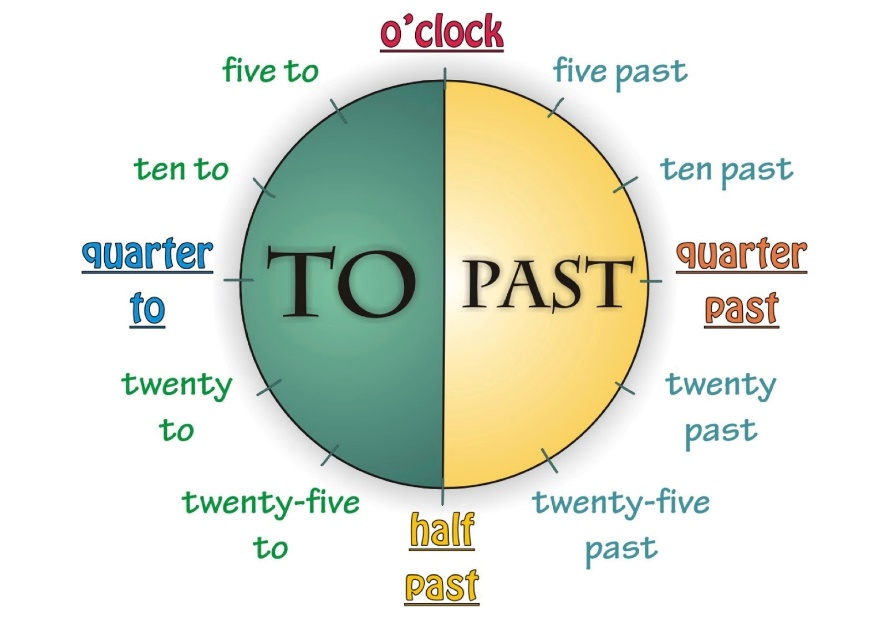 o’clock
five to
five past
ten to
ten past
quarter
to
TO
PAST
quarter
past
twenty
to
twenty
past
twenty-five
to
half
past
twenty-five
past